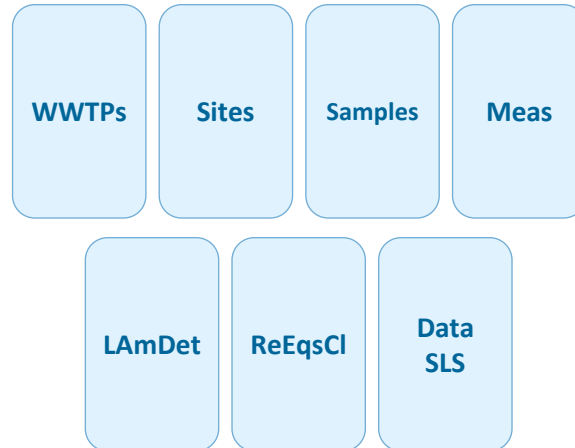 WWTPs
Sites
Samples
Meas
LAmDet
ReEqsCl
Data
SLS